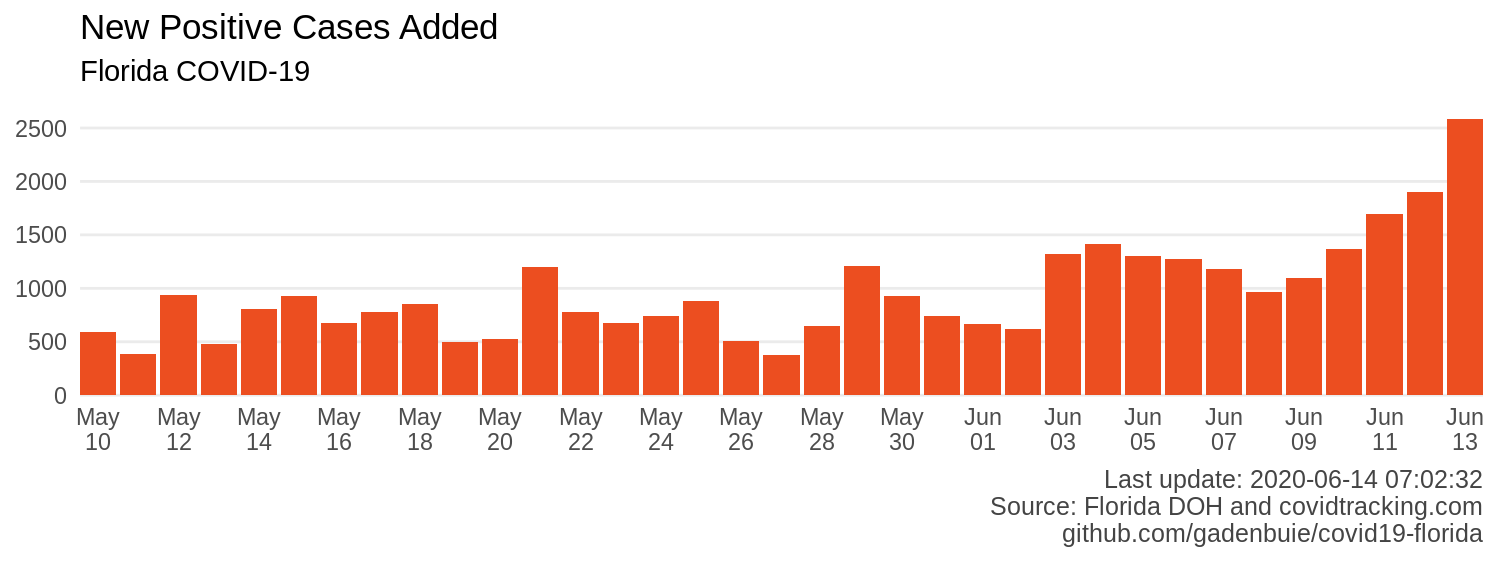 New Positive Cases Added
Florida COVID-19
2500
2000
1500
1000
500
0
May May May May May May May May May May May Jun Jun Jun Jun Jun Jun Jun
10 12 14 16 18 20 22 24 26 28 30 01 03 05 07 09 11 13
Last update: 2020-06-14 07:02:32
Source: Florida DOH and covidtracking.com
github.com/gadenbuie/covid19-florida